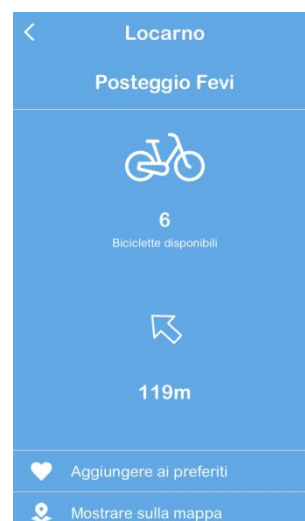 Locarno
Posteggio Fevi
6
Biciclette disponibili
119m
Aggiungere ai preferiti
Mostrare sulla mappa